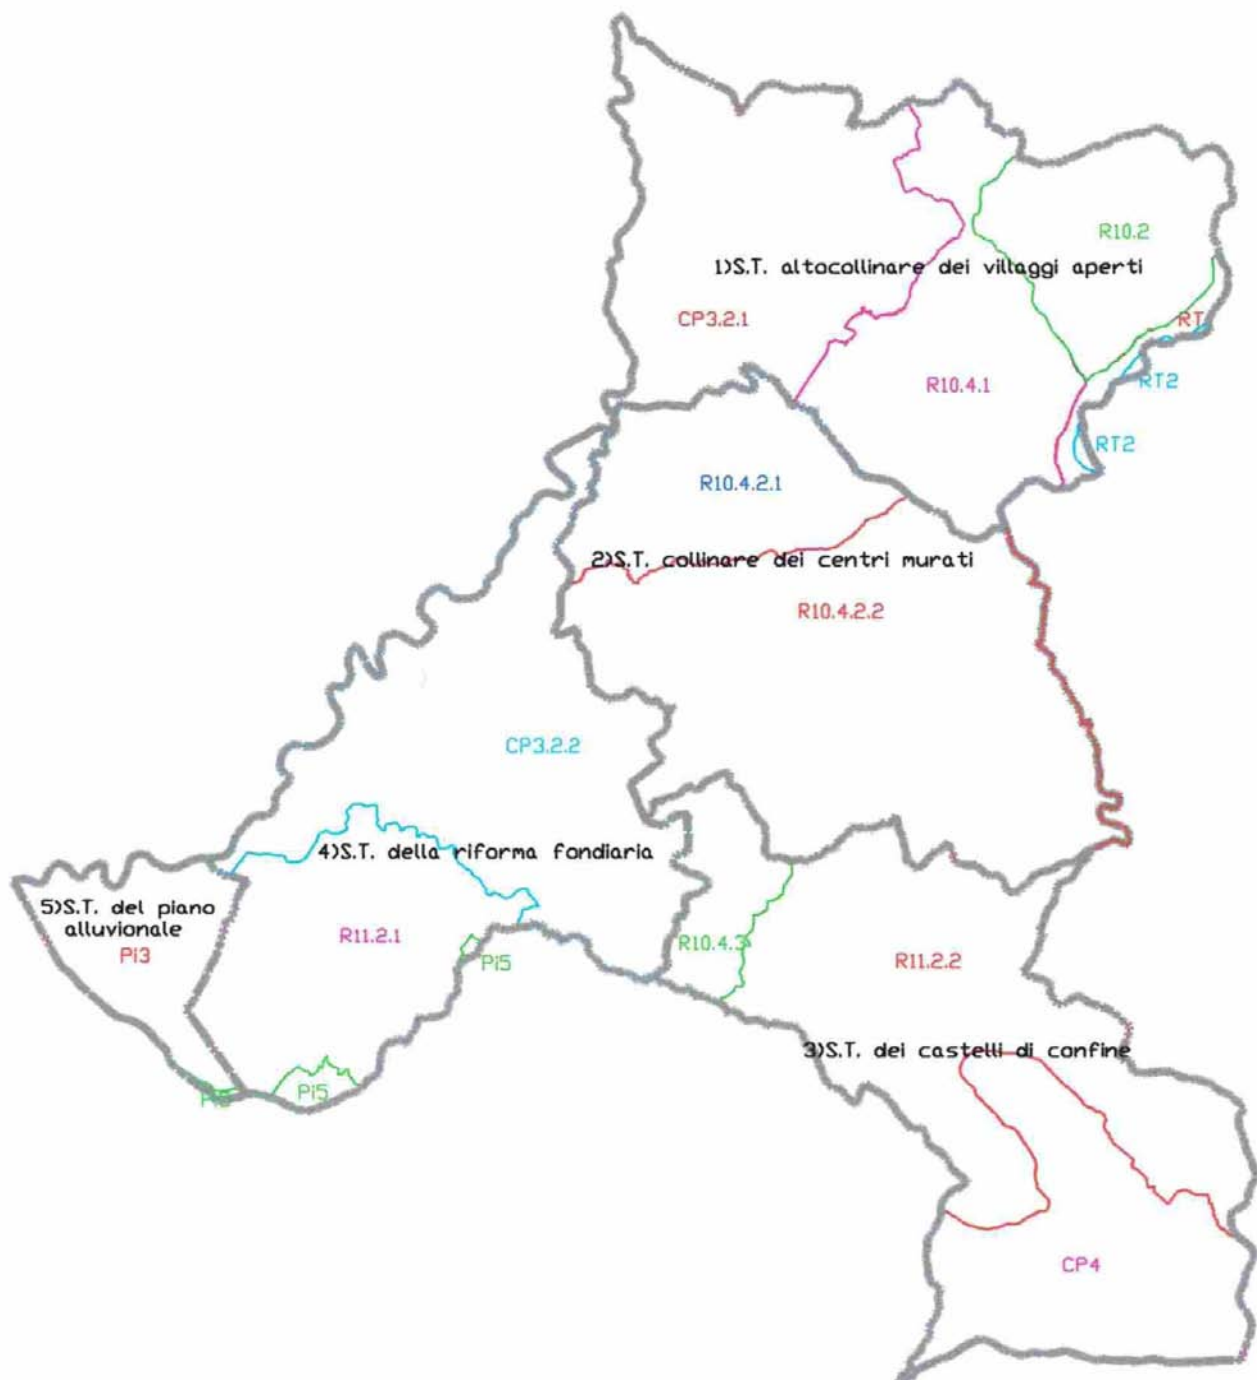 R10.2
1)S.T. altocollinare dei villaggi aperti
CP3.2.1
RT
R10.4.1
RT2
RT2
R10.4.2.1
2)S.T. collinare dei centri murati
R10.4.2.2
CP3.2.2
4)S.T. della riforma fondiaria
5)S.T. del piano
alluvionale
Pi3
R11.2.1
R10.4.3
Pi5
R11.2.2
3)S.T. dei castelli di confine
Pi5
CP4